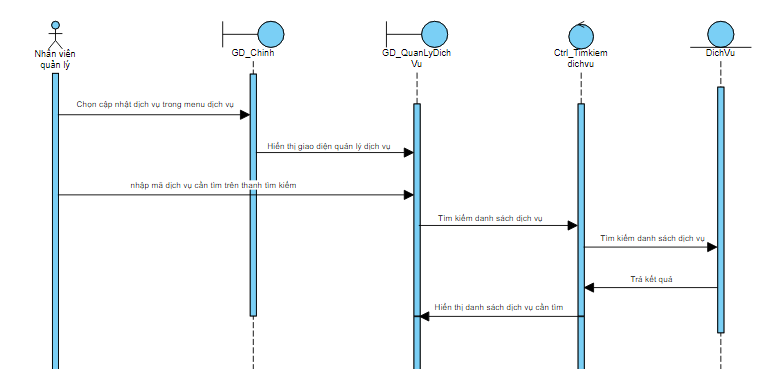 Nhân viên
quản lý
GD_Chính
GD_QuanLyDich
Vu
Ctrl_Timkiem
dichvu
DichVu
Chọn cập nhật dịch vụ trong menu dịch vụ
Hiển thị giao diện quản lý dịch vụ
nhập mã dịch vụ cần tìm trên thanh tìm kiếm
Tìm kiếm danh sách dịch vụ
Tìm kiếm danh sách dịch vụ
Trả kết quả
Hiển thị danh sách dịch vụ cần tìm